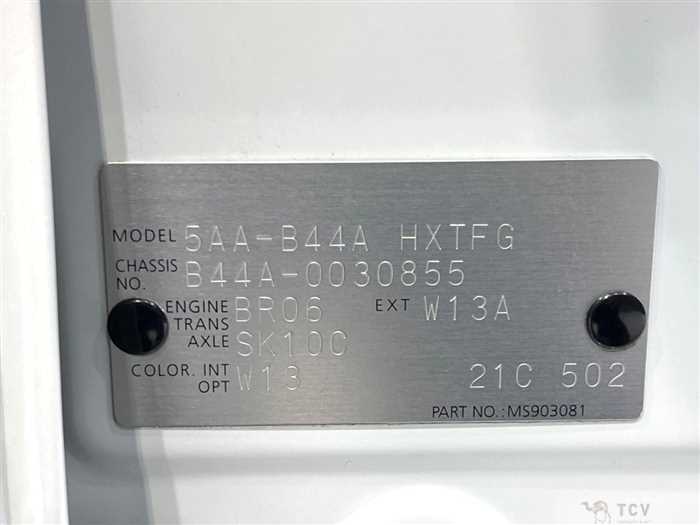 MODEL 5AA-B44A HXTFG
CHASSIS NO. B44A-0030855
ENGINE BR06 EXT W13A
TRANS AXLE SK10C
COLOR. INT OPT W13 21C 502
PART NO.:MS903081
TCV